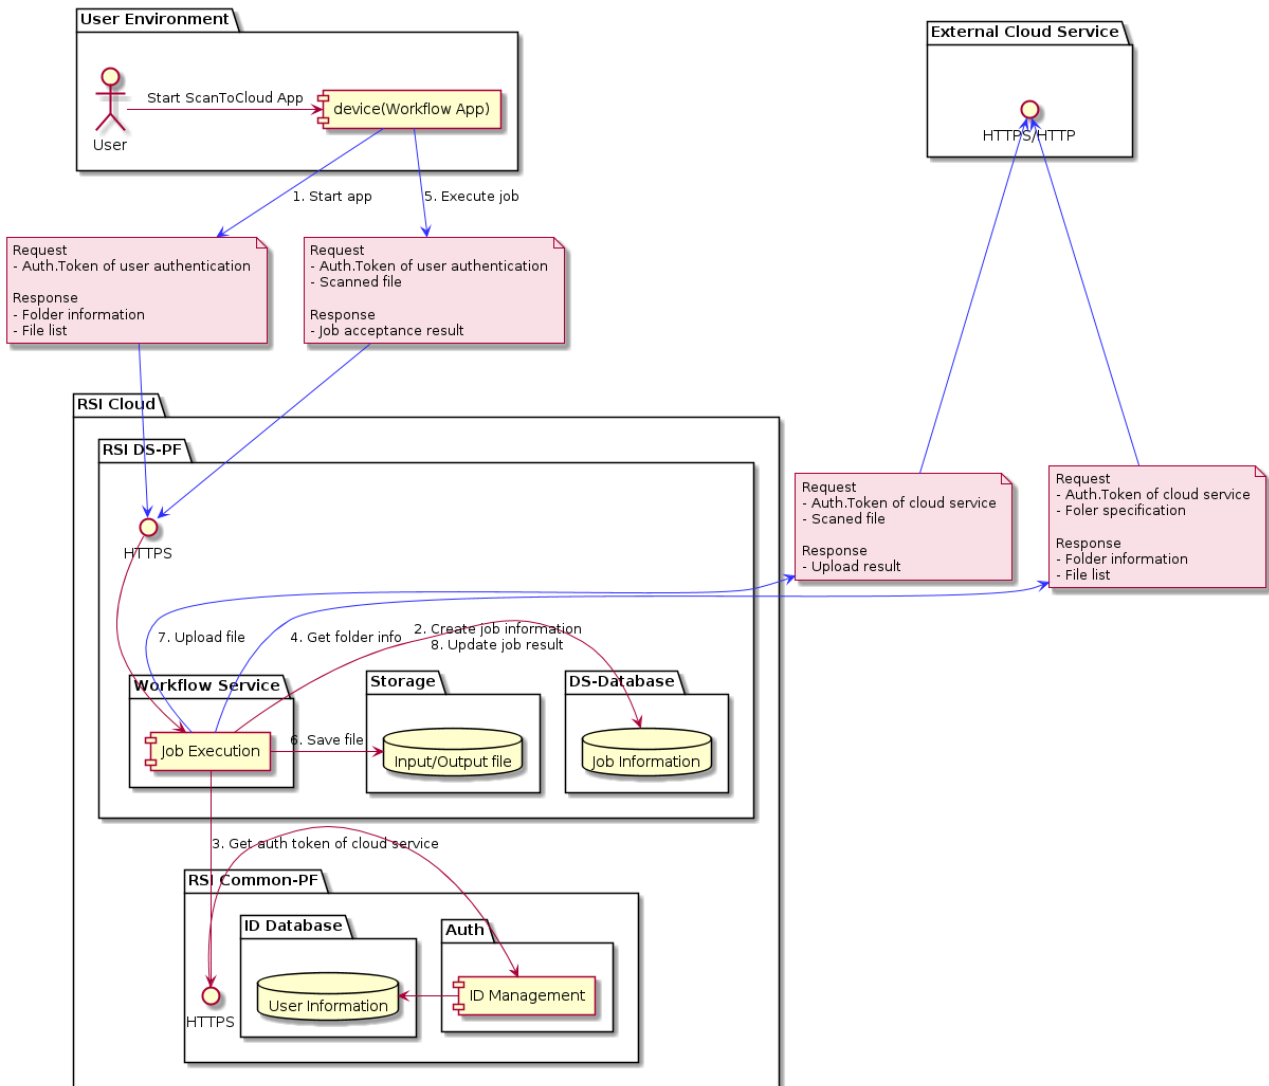 User Environment
External Cloud Service
Start ScanToCloud App
device(Workflow App)
User
HTTPS/HTTP
1. Start app
5. Execute job
Request
- Auth.Token of user authentication
Response
- Folder information
- File list
Request
- Auth.Token of user authentication
- Scanned file
Response
- Job acceptance result
RSI Cloud
RSI DS-PF
HTTPS
Request
- Auth.Token of cloud service
- Scaned file
Response
- Upload result
Request
- Auth.Token of cloud service
- Foler specification
Response
- Folder information
- File list
7. Upload file
4. Get folder info
2. Create job information
8. Update job result
Workflow Service
Storage
DS-Database
Job Execution
6. Save file
Input/Output file
Job Information
3. Get auth token of cloud service
RSI Common-PF
ID Database
Auth
User Information
ID Management
HTTPS